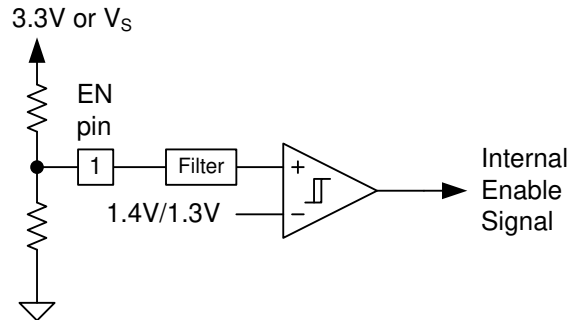 3.3V or VS
EN
pin
1
Filter
+
1.4V/1.3V
−
Internal
Enable
Signal